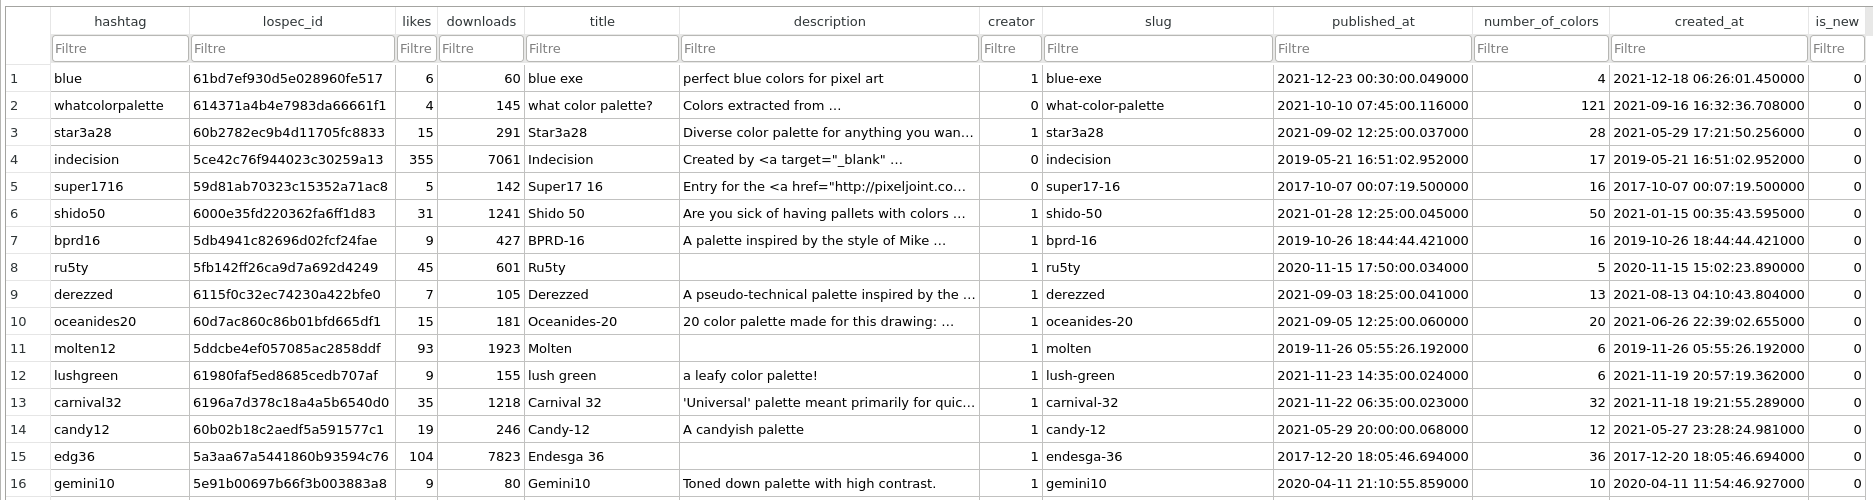 hashtag lospec_id likes downloads title description creator slug published_at number_of_colors created_at is_new
Filtre Filtre Filtre Filtre Filtre Filtre Filtre Filtre Filtre Filtre Filtre Filtre
1 blue 61bd7ef930d5e028960fe517 6 60 blue exe perfect blue colors for pixel art 1 blue-exe 2021-12-23 00:30:00.049000 4 2021-12-18 06:26:01.450000 0
2 whatcolorpalette 614371a4b4e7983da66661f1 4 145 what color palette? Colors extracted from ... 0 what-color-palette 2021-10-10 07:45:00.116000 121 2021-09-16 16:32:36.708000 0
3 star3a28 60b2782ec9b4d11705fc8833 15 291 Star3a28 Diverse color palette for anything you wan... 1 star3a28 2021-09-02 12:25:00.037000 28 2021-05-29 17:21:50.256000 0
4 indecision 5ce42c76f944023c30259a13 355 7061 Indecision Created by <a target="_blank" ... 0 indecision 2019-05-21 16:51:02.952000 17 2019-05-21 16:51:02.952000 0
5 super1716 59d81ab70323c15352a71ac8 5 142 Super17 16 Entry for the <a href="http://pixeljoint.co... 0 super17-16 2017-10-07 00:07:19.500000 16 2017-10-07 00:07:19.500000 0
6 shido50 6000e35fd220362fa6ff1d83 31 1241 Shido 50 Are you sick of having pallets with colors ... 1 shido-50 2021-01-28 12:25:00.045000 50 2021-01-15 00:35:43.595000 0
7 bprd16 5db4941c82696d02fcf24fae 9 427 BPRD-16 A palette inspired by the style of Mike ... 1 bprd-16 2019-10-26 18:44:44.421000 16 2019-10-26 18:44:44.421000 0
8 ru5ty 5fb142ff26ca9d7a692d4249 45 601 Ru5ty 1 ru5ty 2020-11-15 17:50:00.034000 5 2020-11-15 15:02:23.890000 0
9 derezzed 6115f0c32ec74230a422bfe0 7 105 Derezzed A pseudo-technical palette inspired by the ... 1 derezzed 2021-09-03 18:25:00.041000 13 2021-08-13 04:10:43.804000 0
10 oceanides20 60d7ac860c86b01bfd665df1 15 181 Oceanides-20 20 color palette made for this drawing: ... 1 oceanides-20 2021-09-05 12:25:00.060000 20 2021-06-26 22:39:02.655000 0
11 molten12 5ddcbe4ef057085ac2858ddf 93 1923 Molten 1 molten 2019-11-26 05:55:26.192000 6 2019-11-26 05:55:26.192000 0
12 lushgreen 61980faf5ed8685cedb707af 9 155 lush green a leafy color palette! 1 lush-green 2021-11-23 14:35:00.024000 6 2021-11-19 20:57:19.362000 0
13 carnival32 6196a7d378c18a4a5b6540d0 35 1218 Carnival 32 'Universal' palette meant primarily for quic... 1 carnival-32 2021-11-22 06:35:00.023000 32 2021-11-18 19:21:55.289000 0
14 candy12 60b02b18c2aedf5a591577c1 19 246 Candy-12 A candyish palette 1 candy-12 2021-05-29 20:00:00.068000 12 2021-05-27 23:28:24.981000 0
15 edg36 5a3aa67a5441860b93594c76 104 7823 Endesga 36 1 endesga-36 2017-12-20 18:05:46.694000 36 2017-12-20 18:05:46.694000 0
16 gemini10 5e91b00697b66f3b003883a8 9 80 Gemini10 Toned down palette with high contrast. 1 gemini10 2020-04-11 21:10:55.859000 10 2020-04-11 11:54:46.927000 0